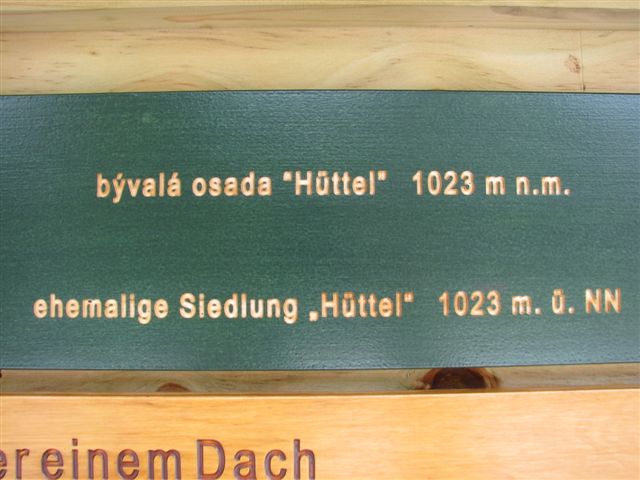 bývalá osada "Hüttel" 1023 m n.m.
ehemalige Siedlung „Hüttel“ 1023 m. ü. NN
einem Dach